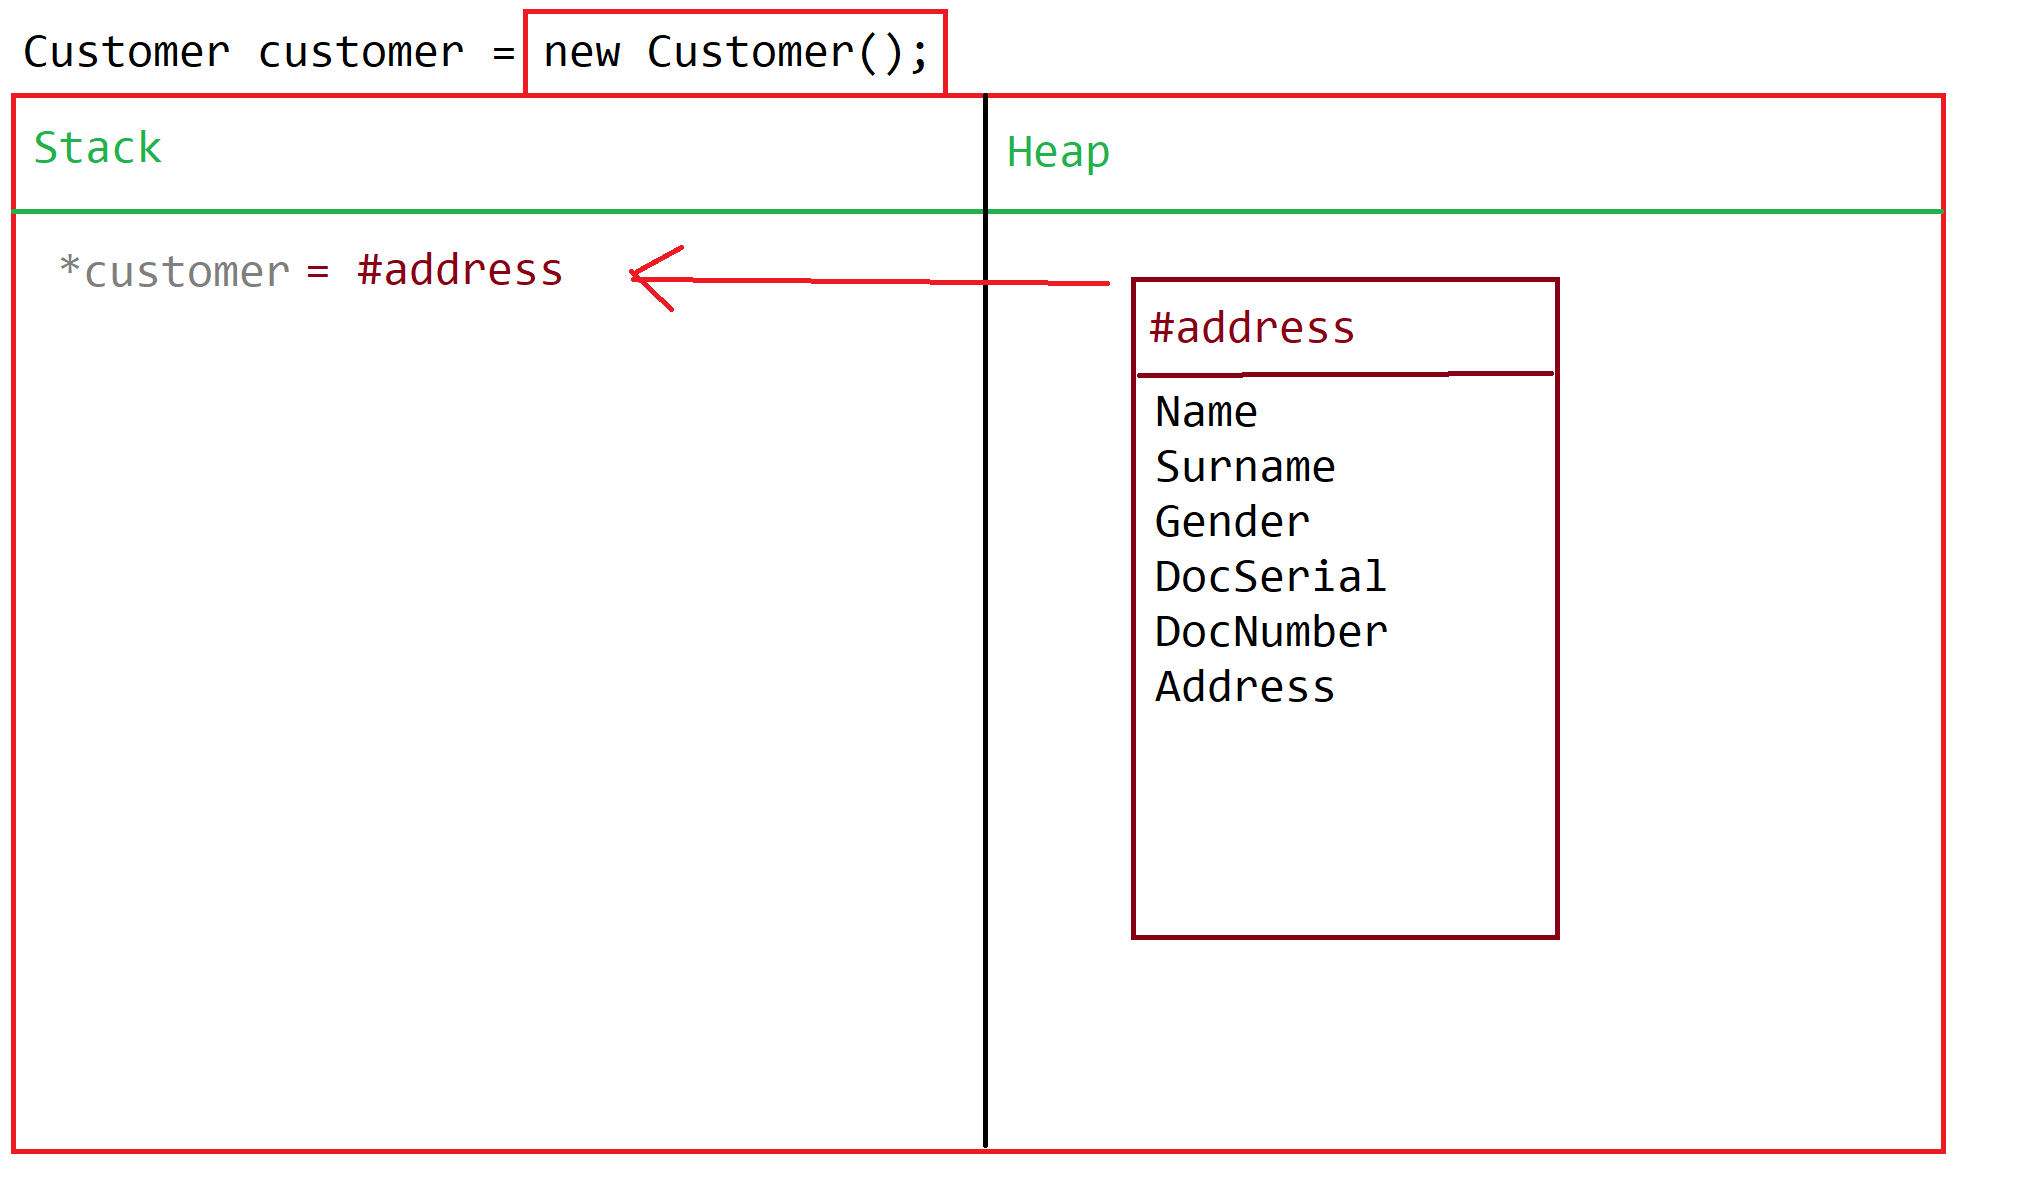 Customer customer = new Customer();
Stack
Heap
*customer = #address
#address
Name
Surname
Gender
DocSerial
DocNumber
Address